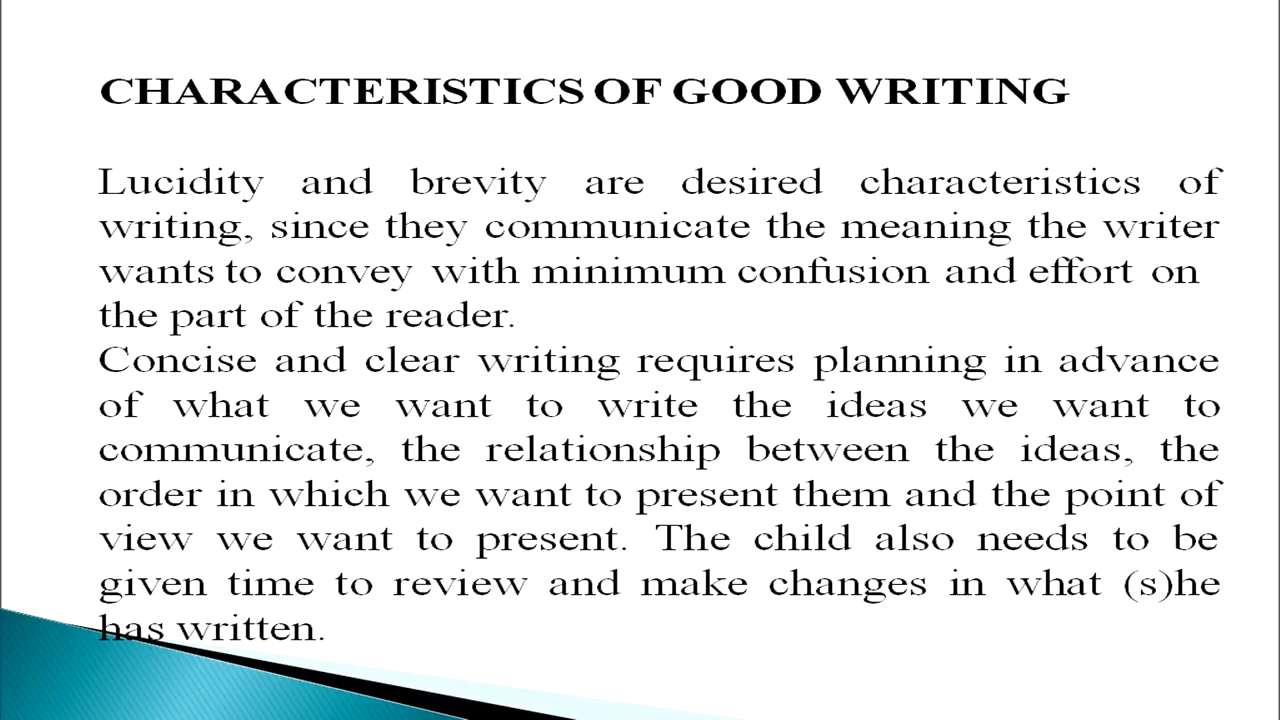 CHARACTERISTICS OF GOOD WRITING
Lucidity and brevity are desired characteristics of
writing, since they communicate the meaning the writer
wants to convey with minimum confusion and effort on
the part of the reader.
Concise and clear writing requires planning in advance
of what we want to write the ideas we want to
communicate, the relationship between the ideas, the
order in which we want to present them and the point of
view we want to present. The child also needs to be
given time to review and make changes in what (s)he
has written.